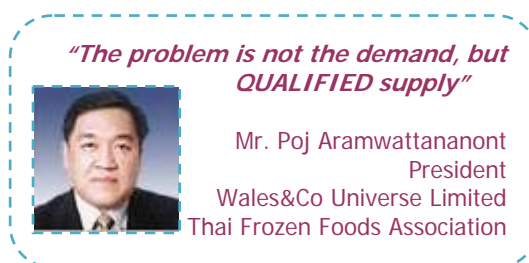 “The problem is not the demand, but
QUALIFIED supply”
Mr. Poj Aramwattananont
President
Wales&Co Universe Limited
Thai Frozen Foods Association